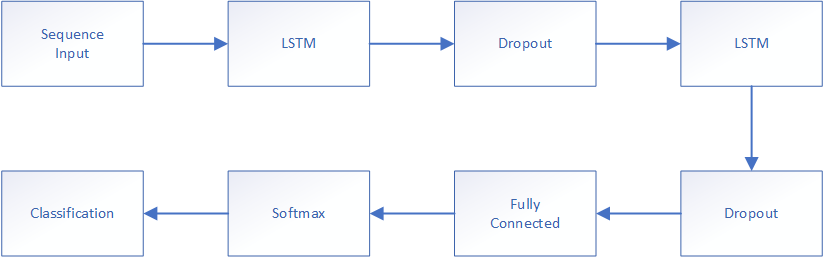 Sequence
Input
LSTM
Dropout
LSTM
Classification
Softmax
Fully
Connected
Dropout